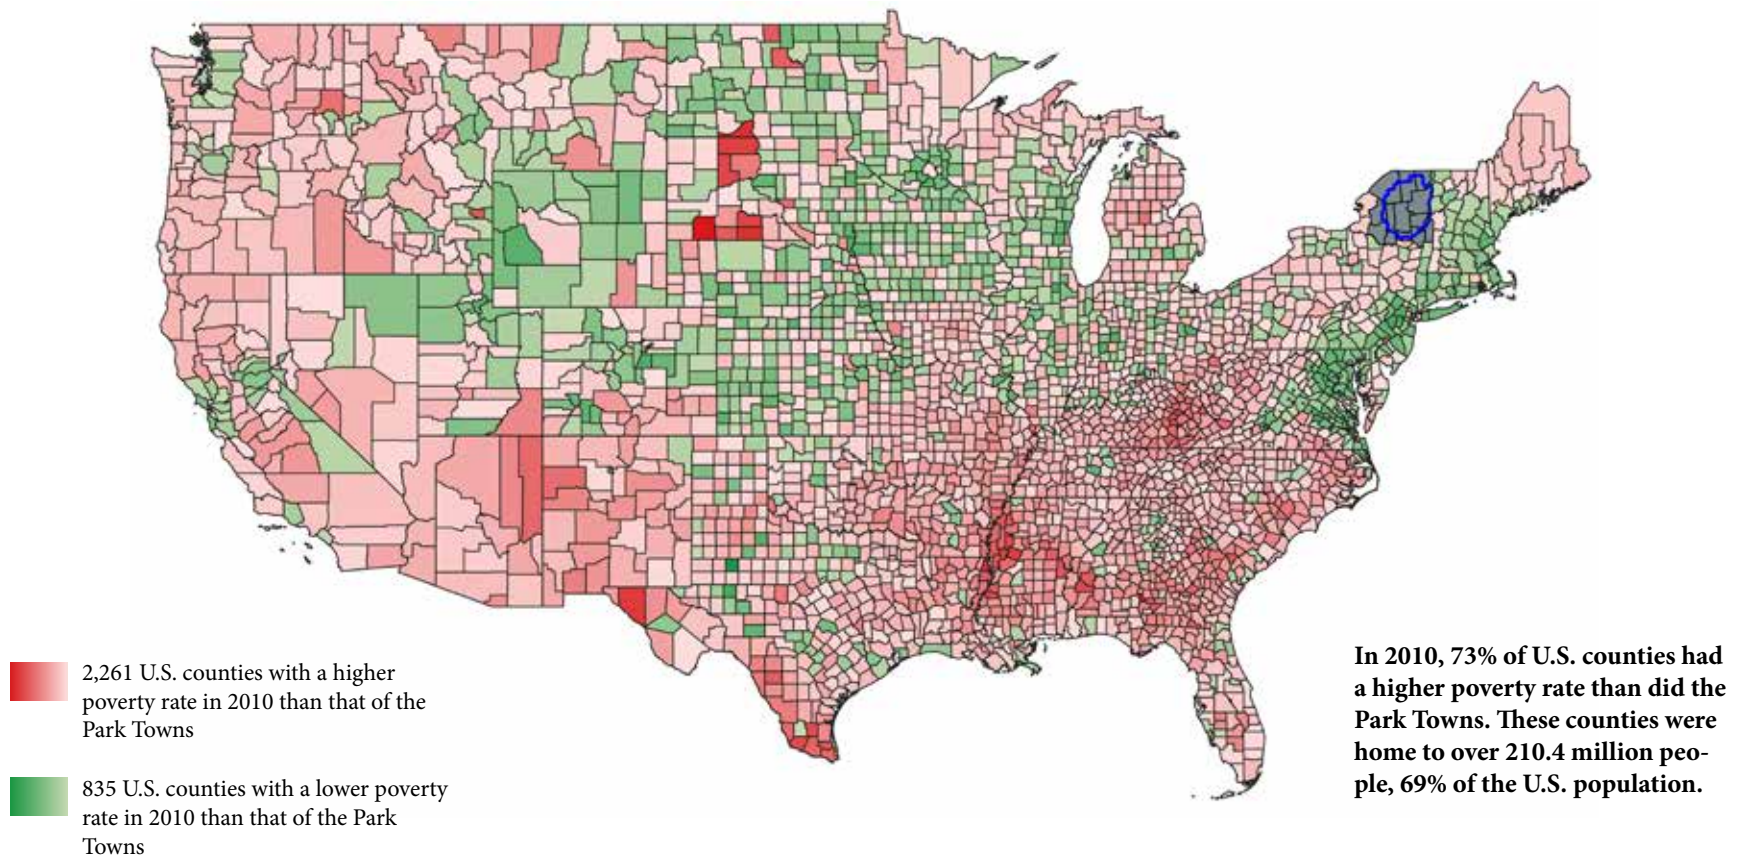 2,261 U.S. counties with a higher
poverty rate in 2010 than that of the
Park Towns
835 U.S. counties with a lower poverty
rate in 2010 than that of the Park
Towns
In 2010, 73% of U.S. counties had
a higher poverty rate than did the
Park Towns. These counties were
home to over 210.4 million peo-
ple, 69% of the U.S. population.